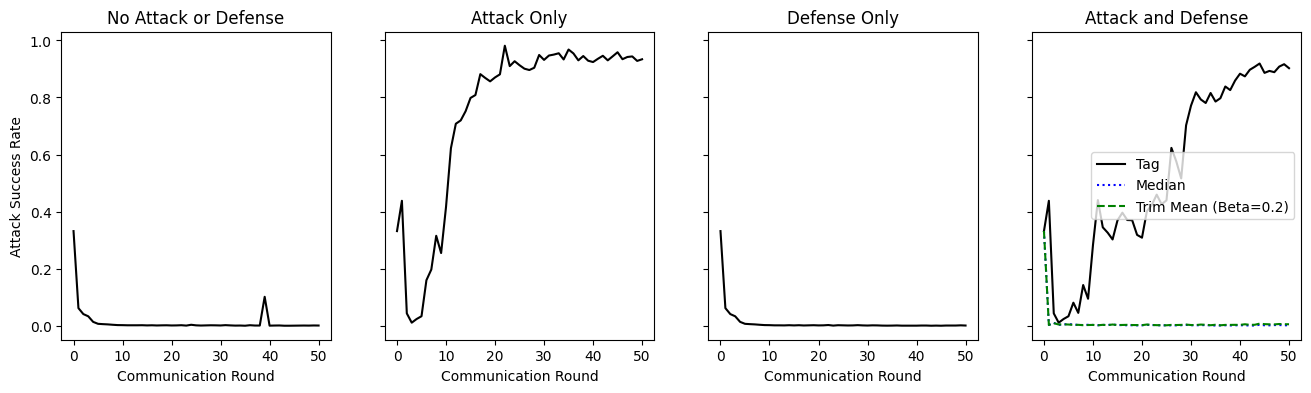 No Attack or Defense
Attack Only
Defense Only
Attack and Defense
Attack Success Rate
1.0
0.8
0.6
0.4
0.2
0.0
Tag
Median
Trim Mean (Beta=0.2)
0 10 20 30 40 50
0 10 20 30 40 50
0 10 20 30 40 50
0 10 20 30 40 50
Communication Round
Communication Round
Communication Round
Communication Round